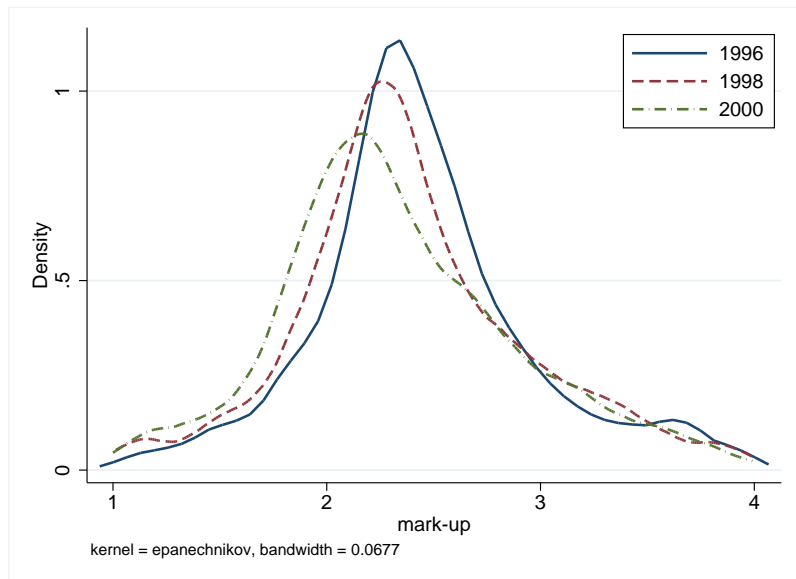 1996
1998
2000
Density
1
.5
0
1 2 3 4
mark-up
kernel = epanechnikov, bandwidth = 0.0677